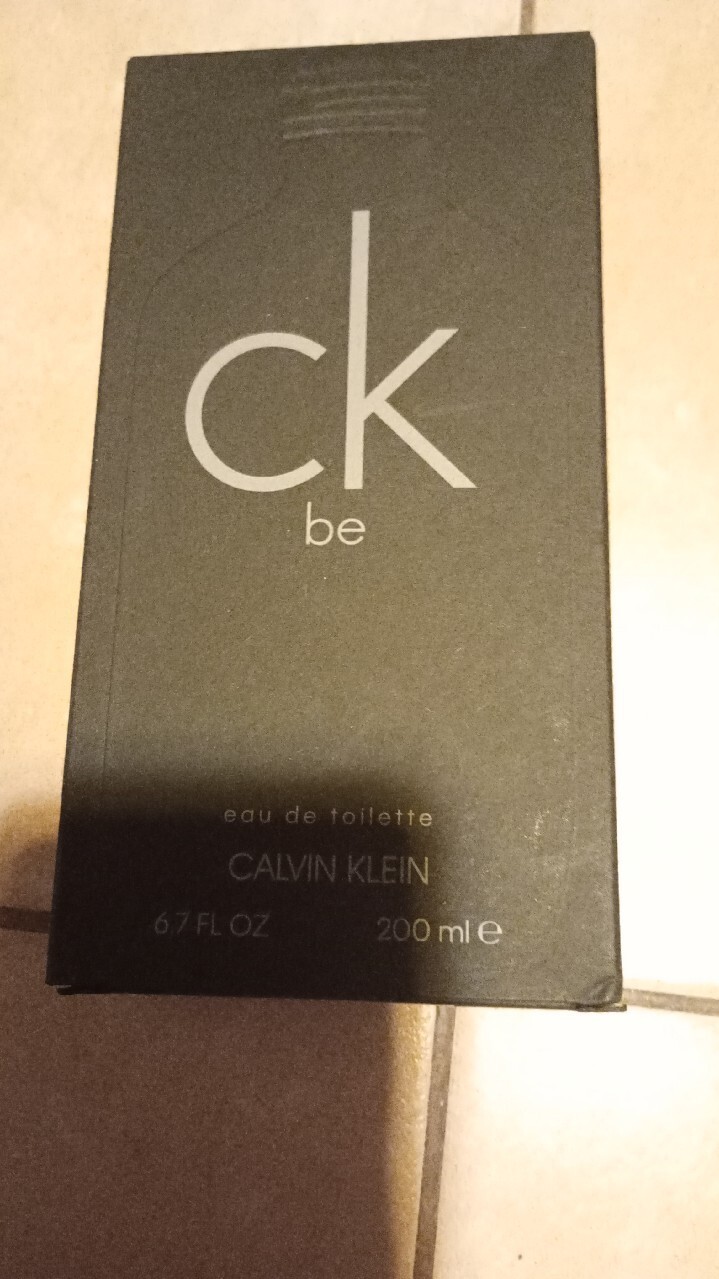 ck
be
eau de toilette
CALVIN KLEIN
6.7 FL OZ 200 ml e